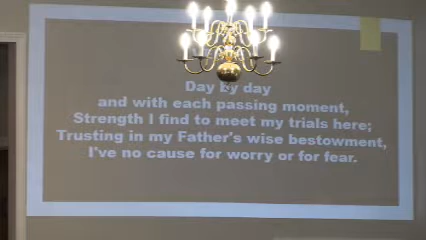 Day by day
and with each passing moment,
Strength I find to meet my trials here;
Trusting in my Father's wise bestowment,
I've no cause for worry or for fear.